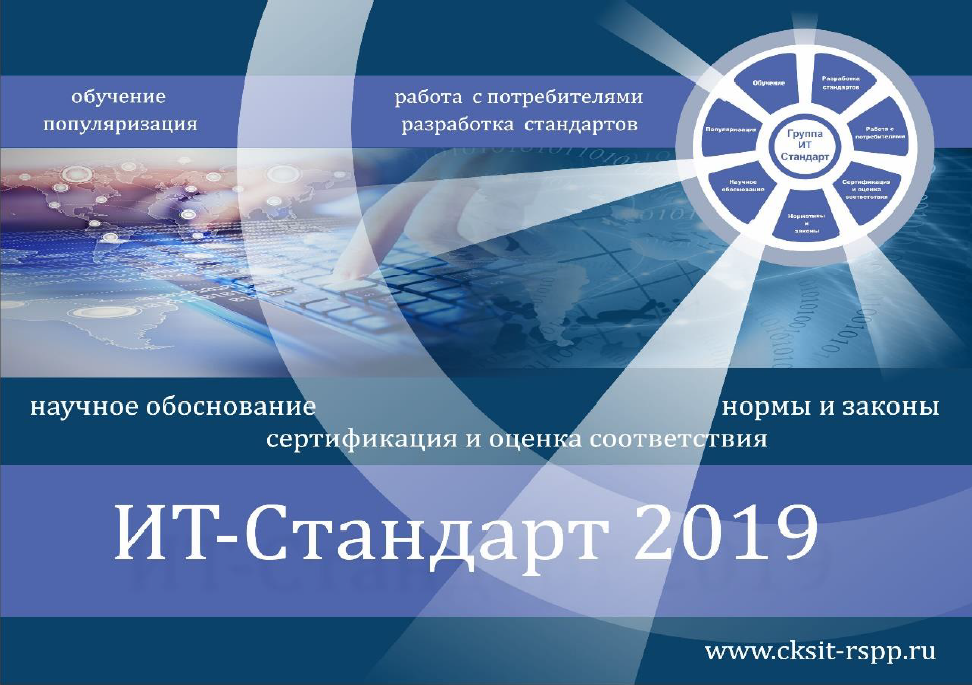 обучение
популяризация
работа с потребителями
разработка стандартов
Обучение
Разработка
стандартов
Популяризация
Работа с
потребителями
Группа
ИТ
Стандарт
Научное
обоснование
Сертификация
и оценка
соответствия
Нормативы
и
законы
научное обоснование
нормы и законы
сертификация и оценка соответствия
ИТ-Стандарт 2019
www.cksit-rspp.ru